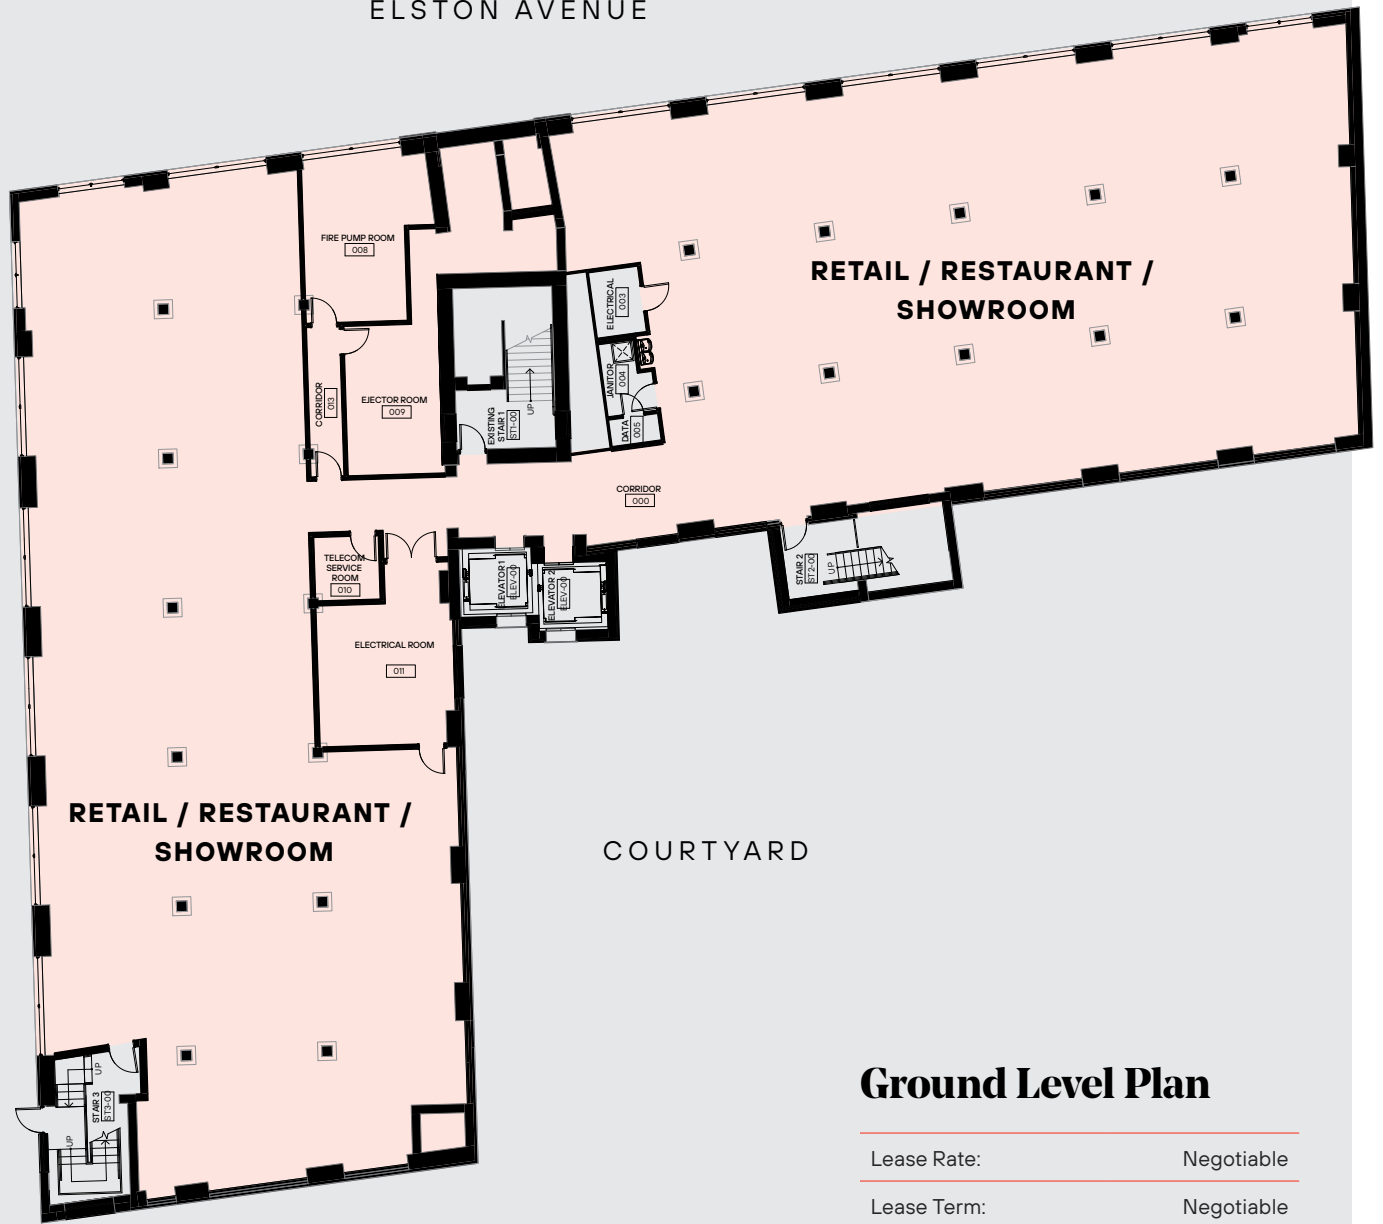 ELSTON AVENUE
FIRE PUMP ROOM
008
RETAIL / RESTAURANT /
SHOWROOM
ELECTRICAL
003
JANITOR
004
DATA
005
CORRIDOR
013
EJECTOR ROOM
009
EXISTING
STAIR 1
ST1-00
UP
CORRIDOR
000
TELECOM
SERVICE
ROOM
010
ELEVATOR 1
ELEV-00
ELEVATOR 2
ELEV-00
STAIR 2
ST2-00
UP
ELECTRICAL ROOM
011
RETAIL / RESTAURANT /
SHOWROOM
COURTYARD
UP
STAIR 3
ST3-00
UP
Ground Level Plan
Lease Rate: Negotiable
Lease Term: Negotiable